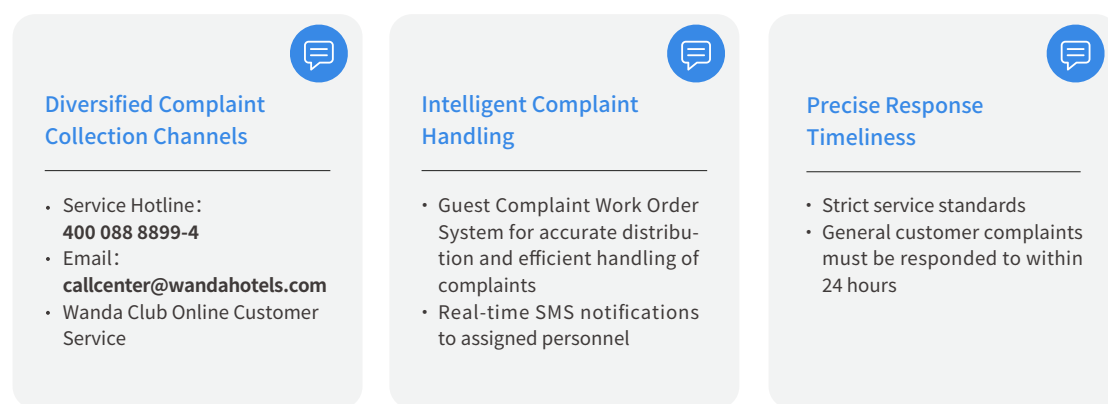 Diversified Complaint
Collection Channels
• Service Hotline：
400 088 8899-4
• Email：
callcenter@wandahotels.com
• Wanda Club Online Customer
Service
Intelligent Complaint
Handling
• Guest Complaint Work Order
System for accurate distribu-
tion and efficient handling of
complaints
• Real-time SMS notifications
to assigned personnel
Precise Response
Timeliness
• Strict service standards
• General customer complaints
must be responded to within
24 hours